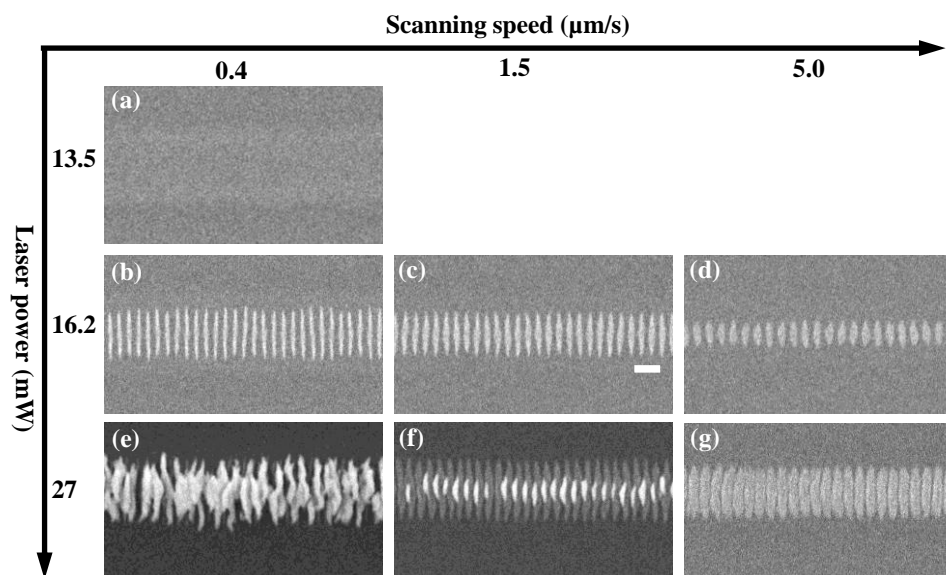 Scanning speed (μm/s)
0.4 1.5 5.0
(a)
13.5
Laser power (mW)
(b) (c) (d)
16.2
(e) (f) (g)
27